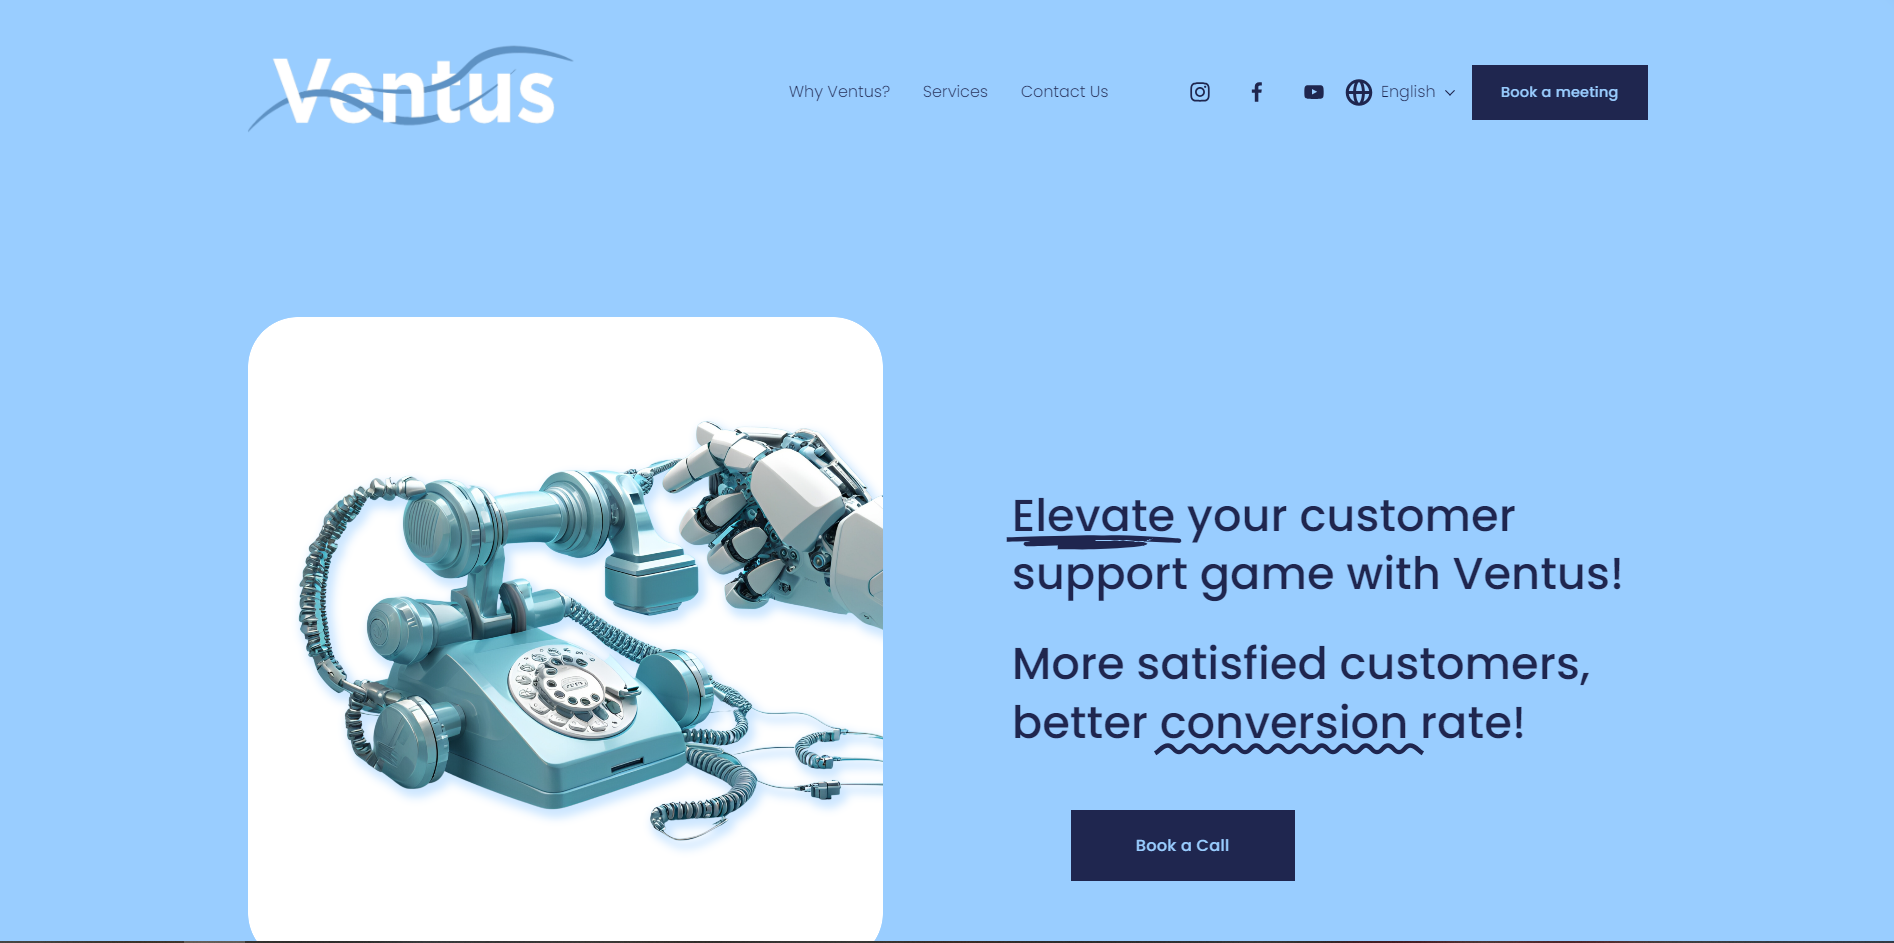 Ventus
Why Ventus? Services Contact Us English Book a meeting
Elevate your customer
support game with Ventus!
More satisfied customers,
better conversion rate!
Book a Call